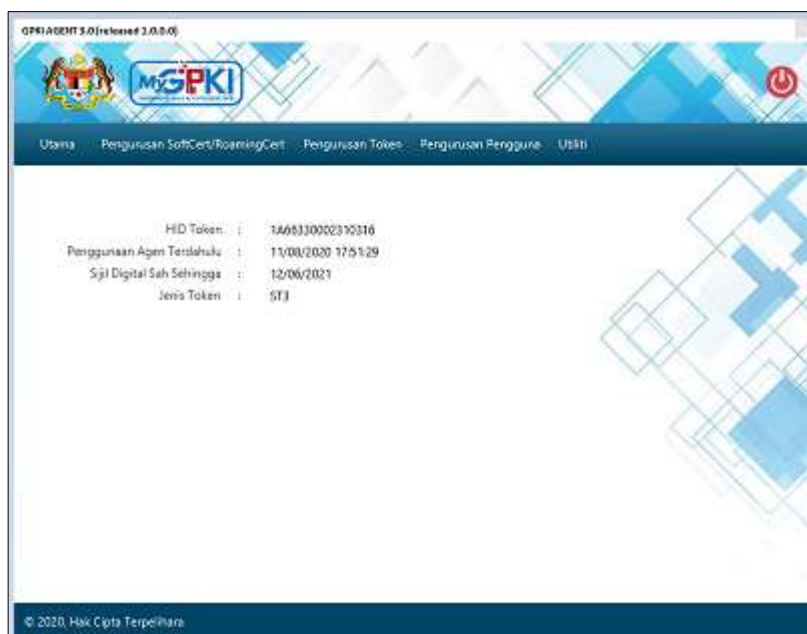 GPKI AGENT 3.0 (released 3.0.0.0)
MyGPKI
Utama Pengurusan SoftCert/RoamingCert Pengurusan Token Pengurusan Pengguna Utiliti
HID Token : 1A66330002310316
Penggunaan Agen Terdahulu : 11/08/2020 17:51:29
Sijil Digital Sah Sehingga : 12/06/2021
Jenis Token : ST3
© 2020, Hak Cipta Terpelihara